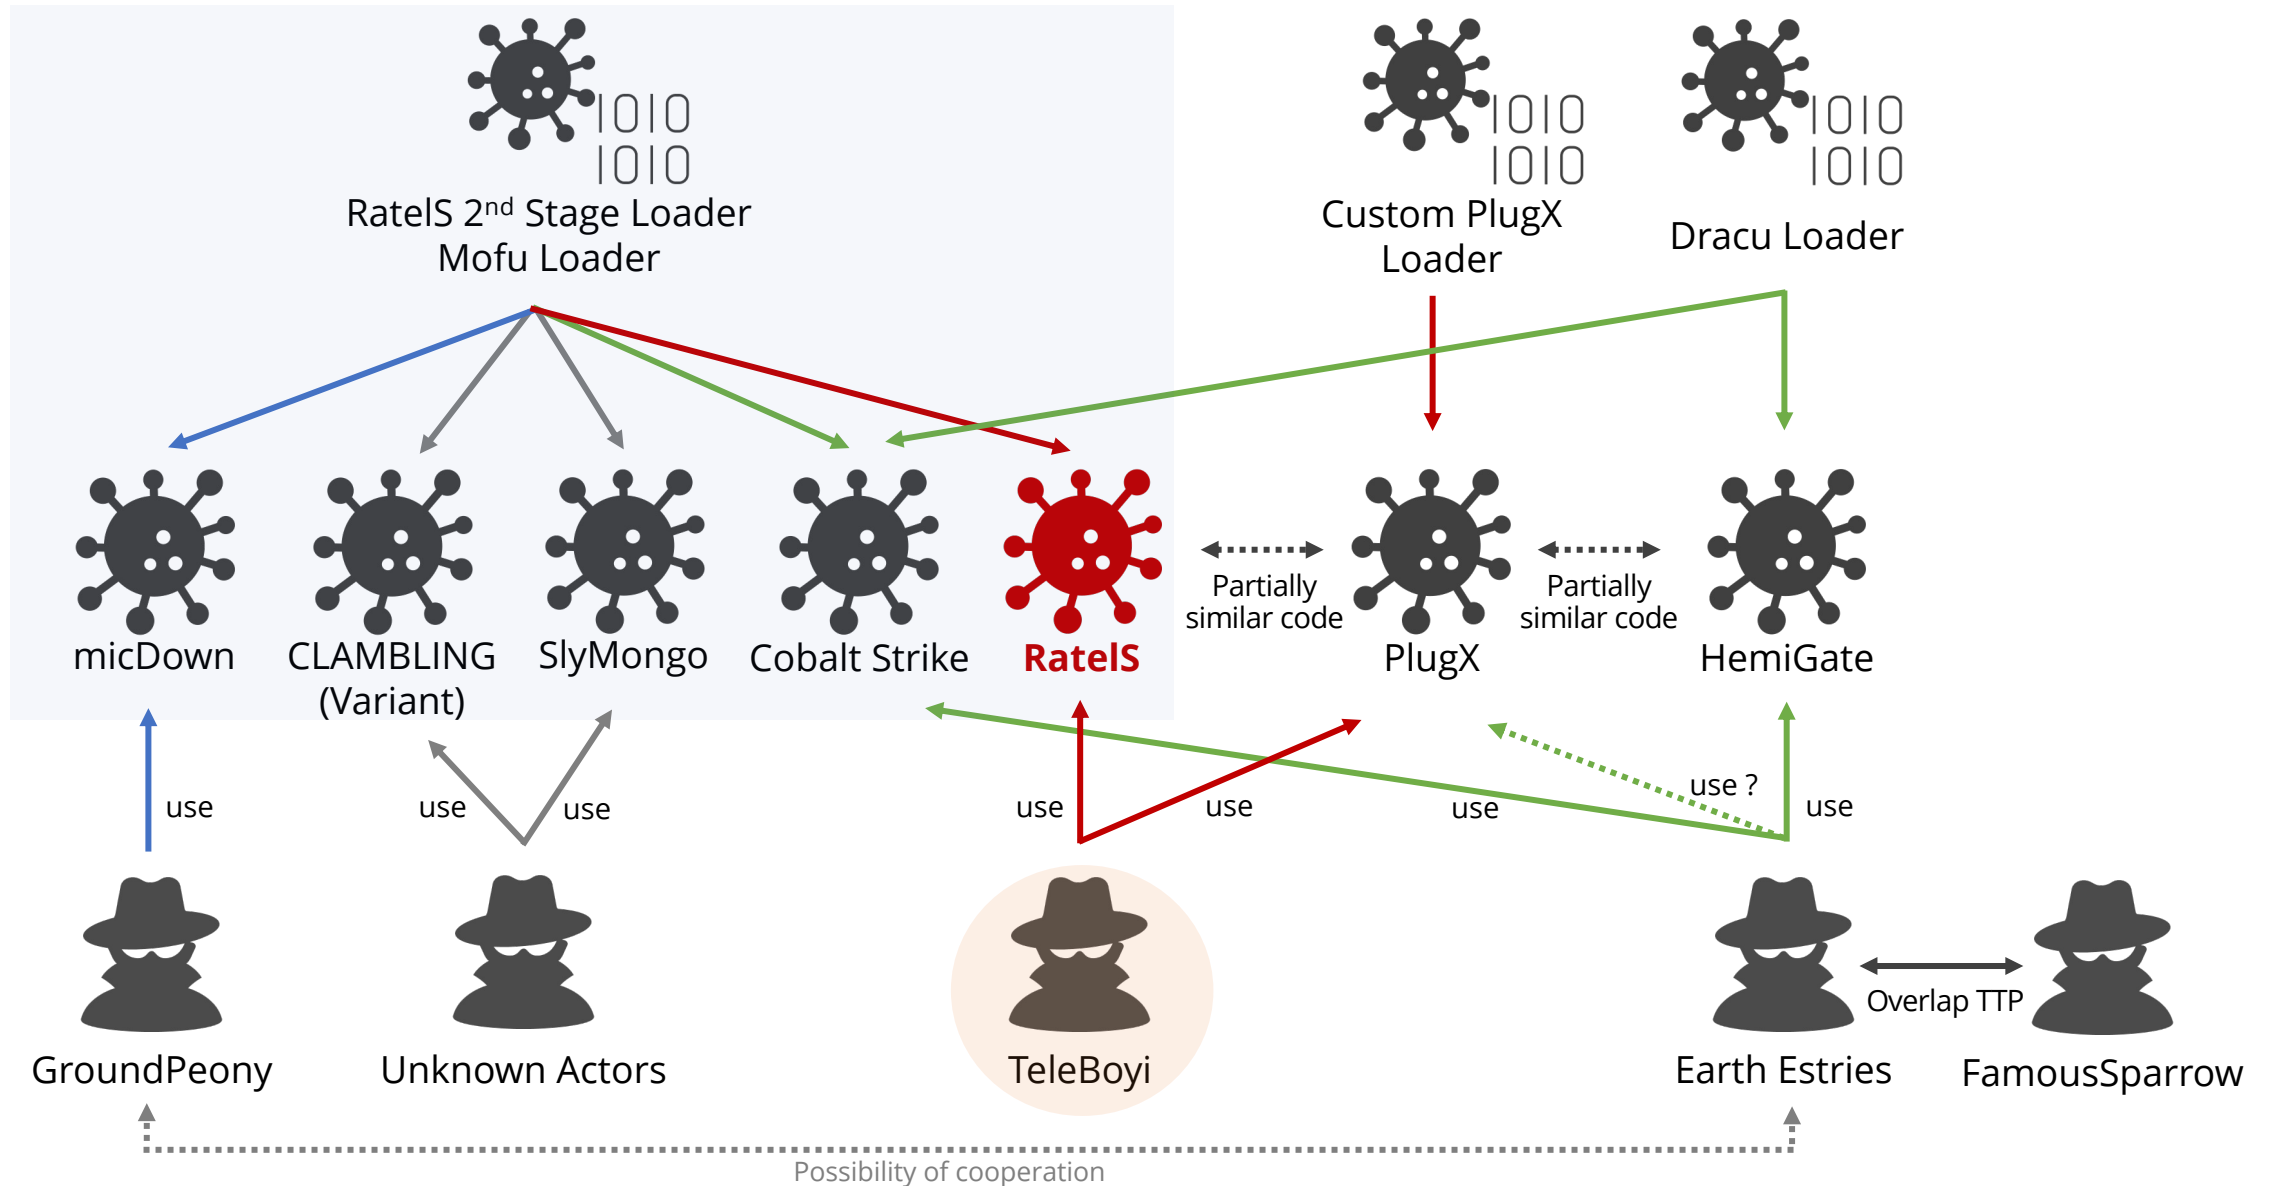 1010
1010
RatelS 2nd Stage Loader
Mofu Loader
1010
1010
Custom PlugX
Loader
1010
1010
Dracu Loader
micDown
CLAMBLING
(Variant)
SlyMongo
Cobalt Strike
RatelS
Partially
similar code
PlugX
Partially
similar code
HemiGate
use
use
use
use
use
use
use ?
use
GroundPeony
Unknown Actors
TeleBoyi
Earth Estries
Overlap TTP
FamousSparrow
Possibility of cooperation